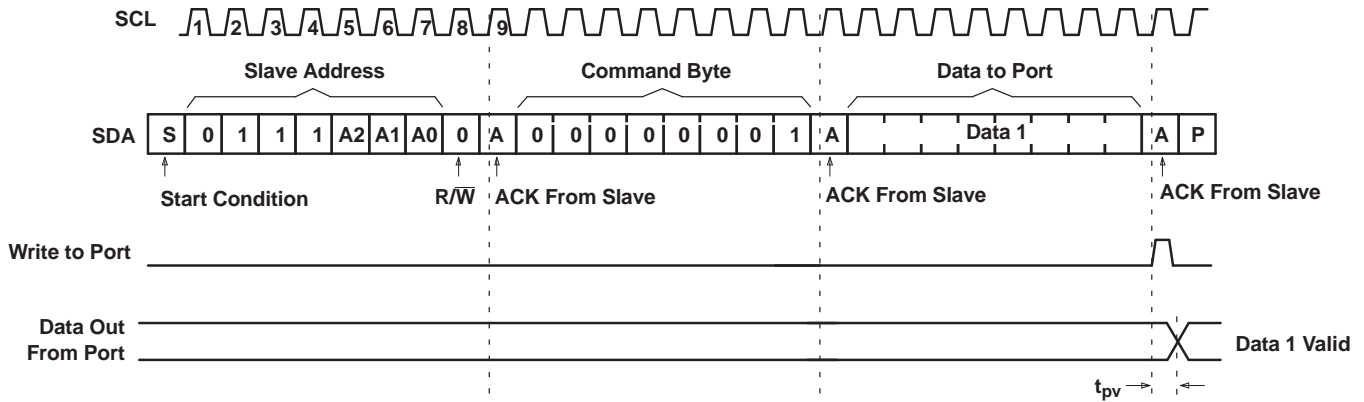 SCL 1 2 3 4 5 6 7 8 9
Slave Address Command Byte Data to Port
SDA S 0 1 1 1 A2 A1 A0 0 A 0 0 0 0 0 0 0 1 A Data 1 A P
Start Condition R/W ACK From Slave ACK From Slave ACK From Slave
Write to Port
Data Out
From Port
Data 1 Valid
tpv